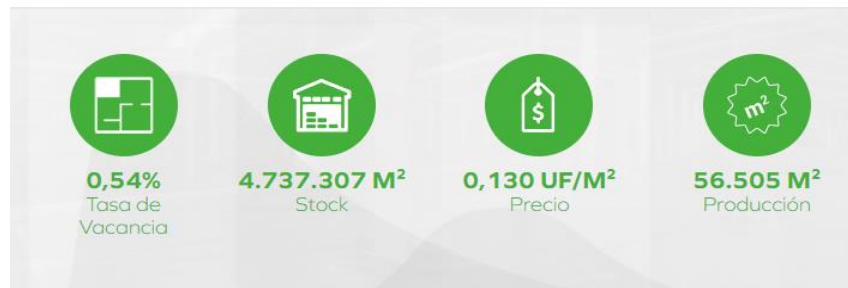 $
m²
0,54%
Tasa de
Vacancia
4.737.307 M²
Stock
0,130 UF/M²
Precio
56.505 M²
Producción